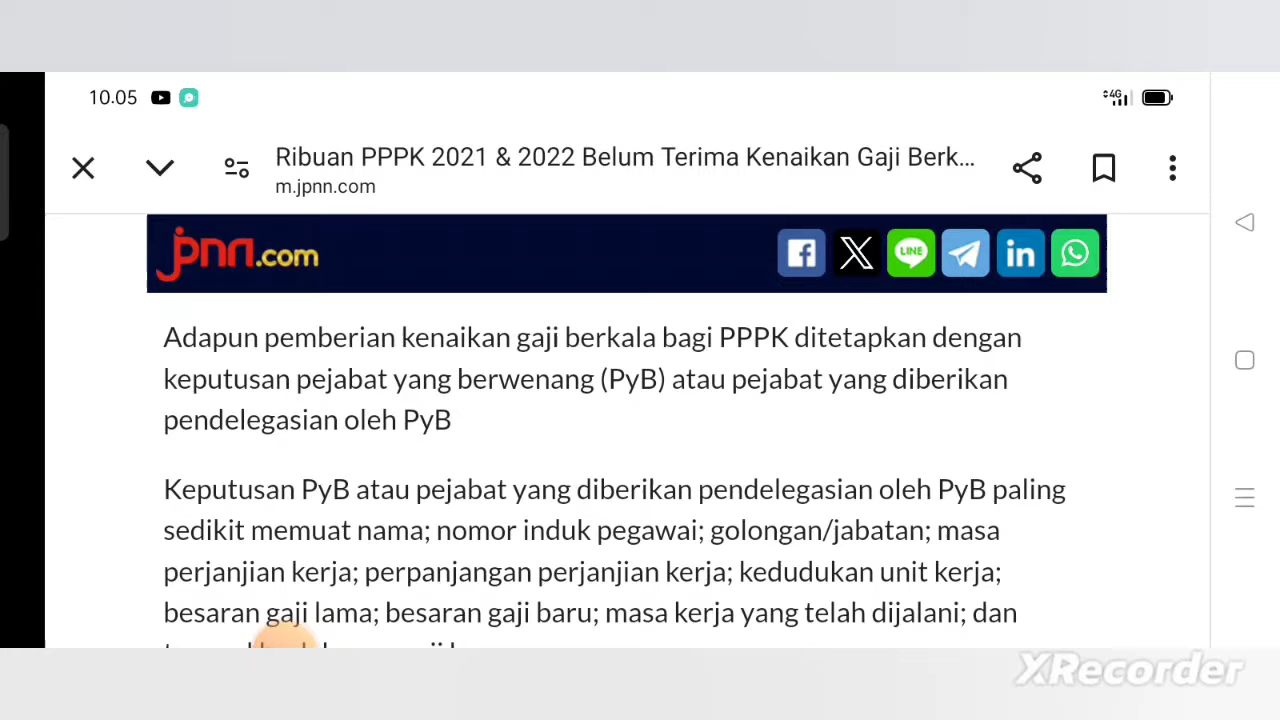 10.05
4G
Ribuan PPPK 2021 & 2022 Belum Terima Kenaikan Gaji Berk...
m.jpnn.com
jpnn.com
LINE
Adapun pemberian kenaikan gaji berkala bagi PPPK ditetapkan dengan
keputusan pejabat yang berwenang (PyB) atau pejabat yang diberikan
pendelegasian oleh PyB
Keputusan PyB atau pejabat yang diberikan pendelegasian oleh PyB paling
sedikit memuat nama; nomor induk pegawai; golongan/jabatan; masa
perjanjian kerja; perpanjangan perjanjian kerja; kedudukan unit kerja;
besaran gaji lama; besaran gaji baru; masa kerja yang telah dijalani; dan
XRecorder